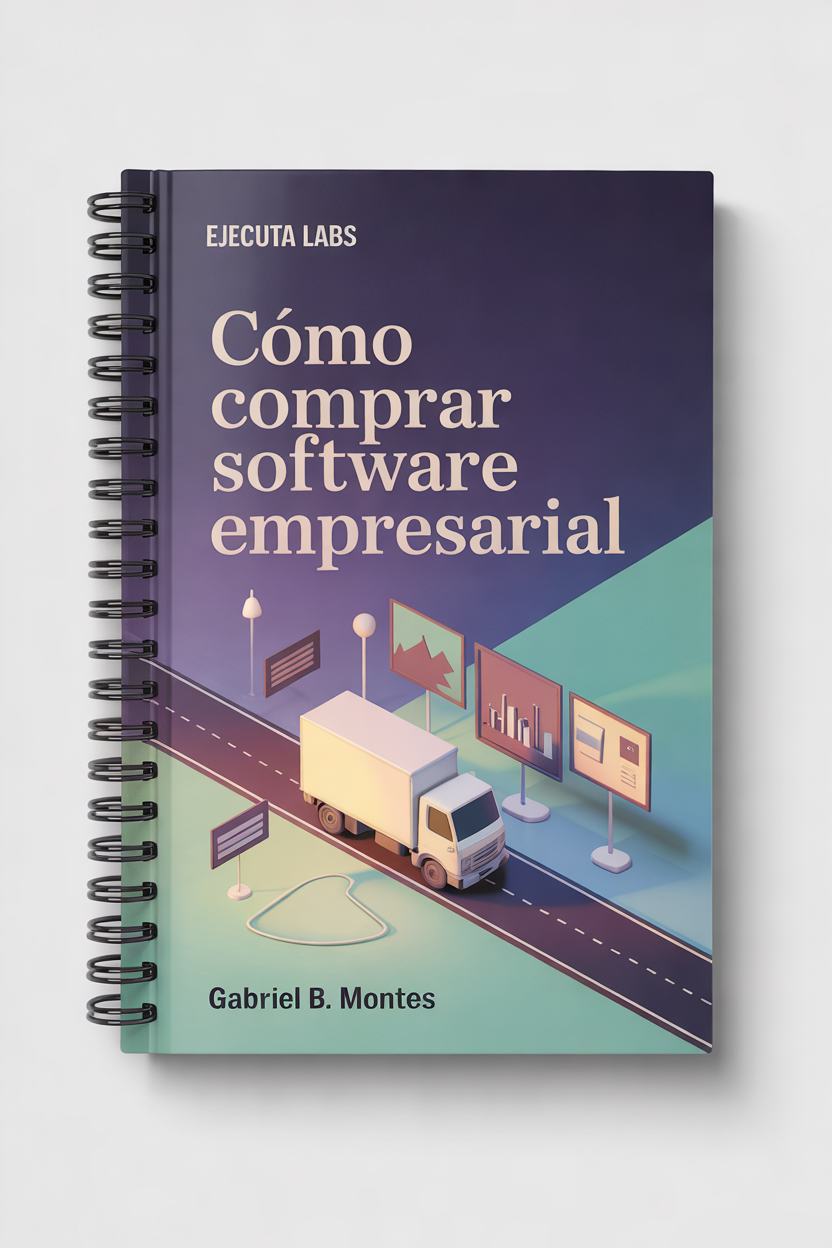 EJECUTA LABS
Cómo
comprar
software
empresarial
Gabriel B. Montes